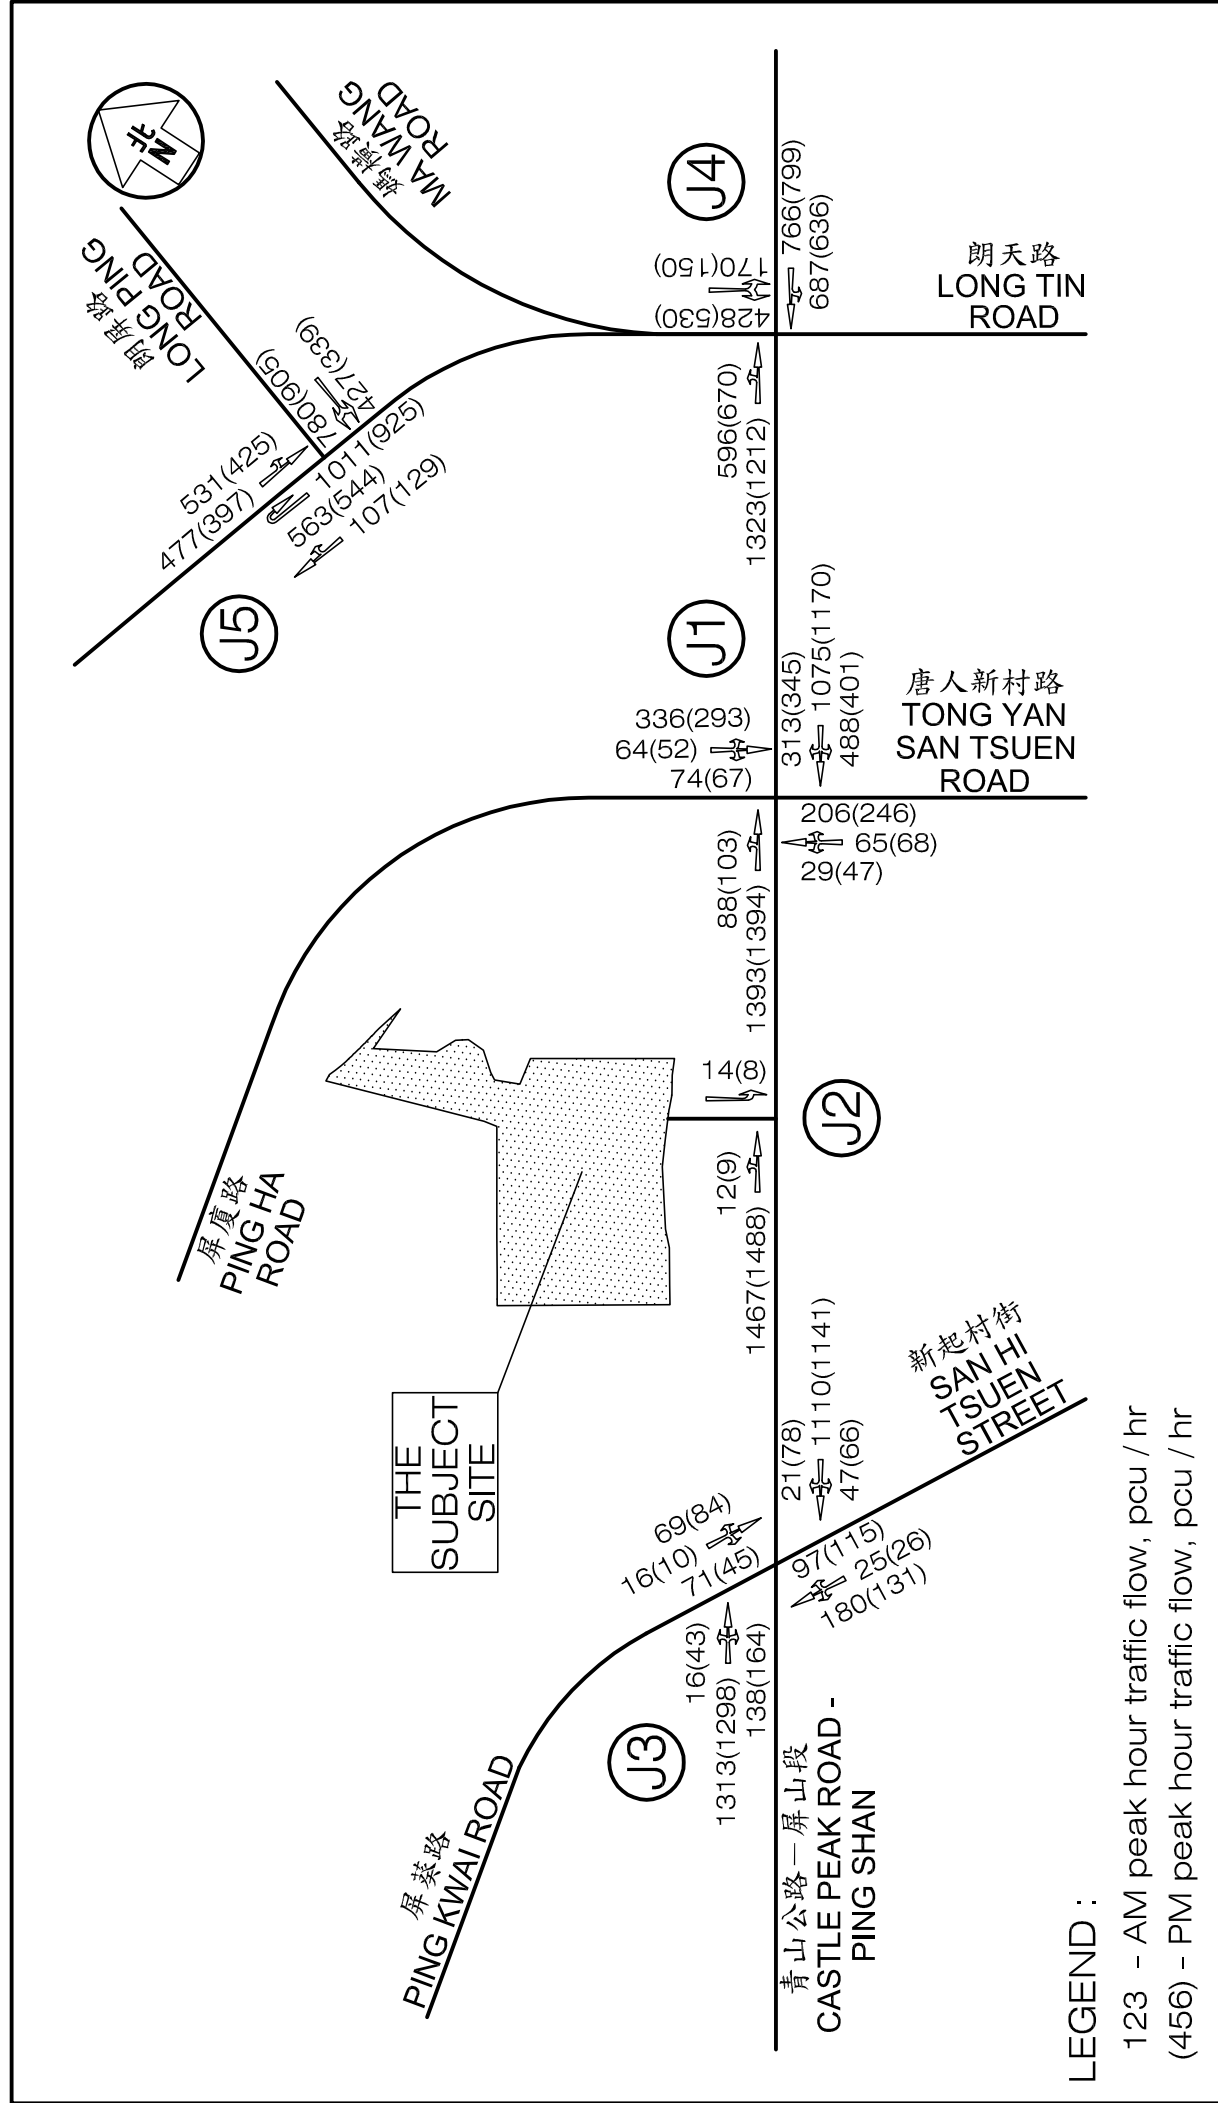 北
N
朗屏路
LONG PING
ROAD
媽橫路
MA WANG
ROAD
J4
170(150)
428(530)
766(799)
687(636)
朗天路
LONG TIN
ROAD
780(905)
427(339)
531(425)
477(397)
1011(925)
563(544)
107(129)
J5
596(670)
1323(1212)
J1
336(293)
64(52)
74(67)
313(345)
1075(1170)
488(401)
唐人新村路
TONG YAN
SAN TSUEN
ROAD
206(246)
65(68)
29(47)
88(103)
1393(1394)
屏廈路
PING HA
ROAD
14(8)
J2
12(9)
1467(1488)
THE
SUBJECT
SITE
21(78)
1110(1141)
47(66)
新起村街
SAN HI
TSUEN
STREET
69(84)
16(10)
71(45)
97(115)
25(26)
180(131)
16(43)
1313(1298)
138(164)
J3
屏葵路
PING KWAI ROAD
青山公路－屏山段
CASTLE PEAK ROAD -
PING SHAN
LEGEND :
123 - AM peak hour traffic flow, pcu / hr
(456) - PM peak hour traffic flow, pcu / hr